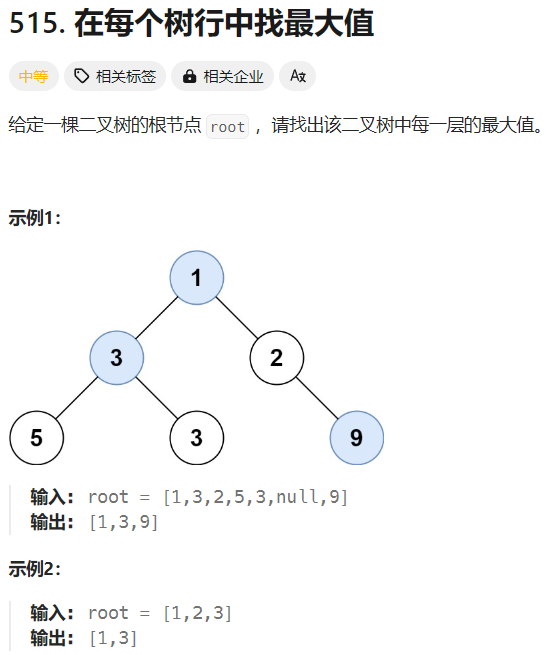 515. 在每个树行中找最大值
中等 相关标签 相关企业 Aあ
给定一棵二叉树的根节点 root ，请找出该二叉树中每一层的最大值。
示例1：
1
3 2
5 3 9
输入： root = [1,3,2,5,3,null,9]
输出： [1,3,9]
示例2：
输入： root = [1,2,3]
输出： [1,3]